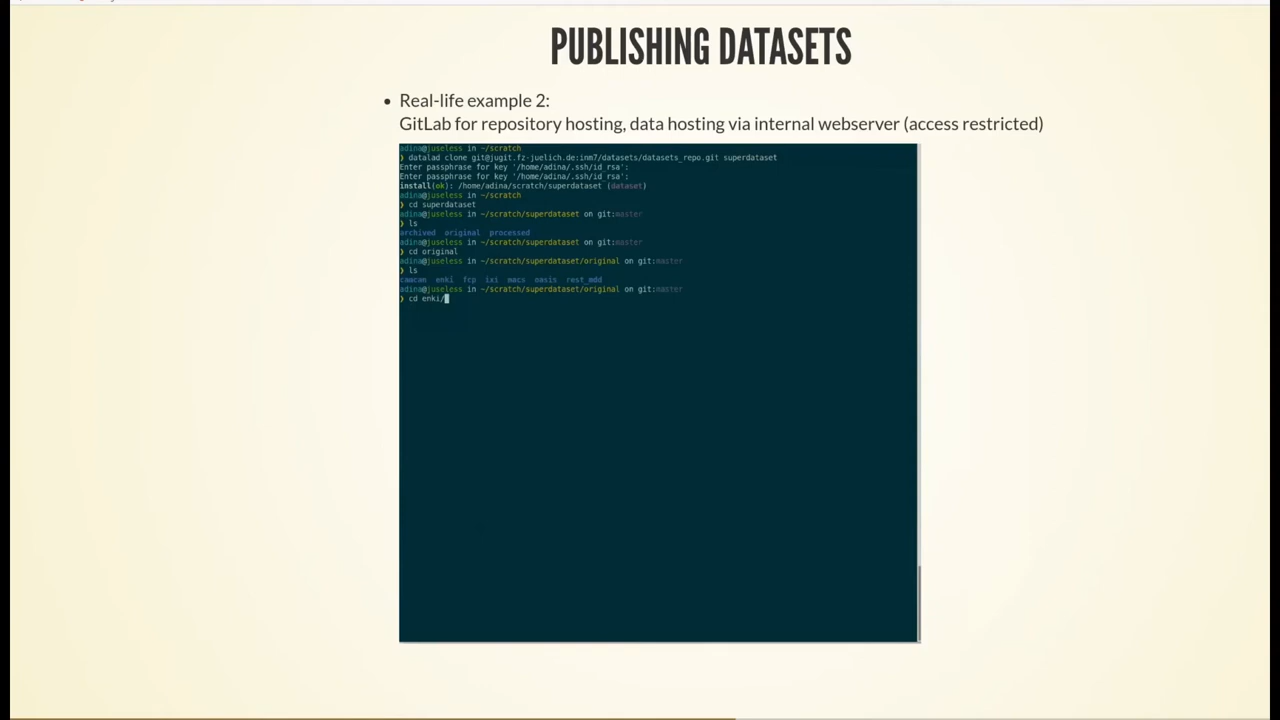 PUBLISHING DATASETS
• Real-life example 2:
GitLab for repository hosting, data hosting via internal webserver (access restricted)
adina@juseless in ~/scratch
❯ datalad clone git@jugit.fz-juelich.de:inm7/datasets/datasets_repo.git superdataset
Enter passphrase for key '/home/adina/.ssh/id_rsa':
Enter passphrase for key '/home/adina/.ssh/id_rsa':
install(ok): /home/adina/scratch/superdataset (dataset)
adina@juseless in ~/scratch
❯ cd superdataset
adina@juseless in ~/scratch/superdataset on git:master
❯ ls
archived original processed
adina@juseless in ~/scratch/superdataset on git:master
❯ cd original
adina@juseless in ~/scratch/superdataset/original on git:master
❯ ls
camcan enki fcp ixi macs oasis rest_mdd
adina@juseless in ~/scratch/superdataset/original on git:master
❯ cd enki/